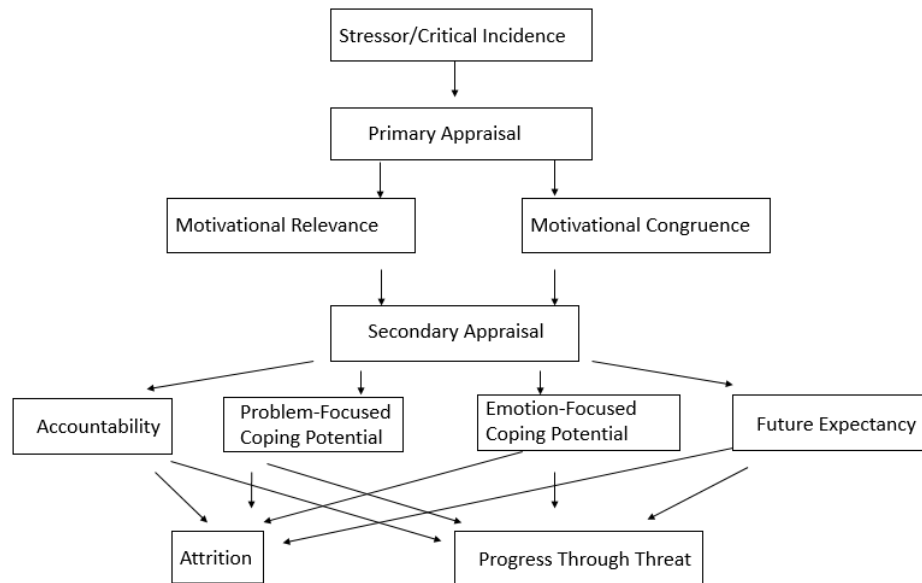 Stressor/Critical Incidence
Primary Appraisal
Motivational Relevance
Motivational Congruence
Secondary Appraisal
Accountability
Problem-Focused
Coping Potential
Emotion-Focused
Coping Potential
Future Expectancy
Attrition
Progress Through Threat